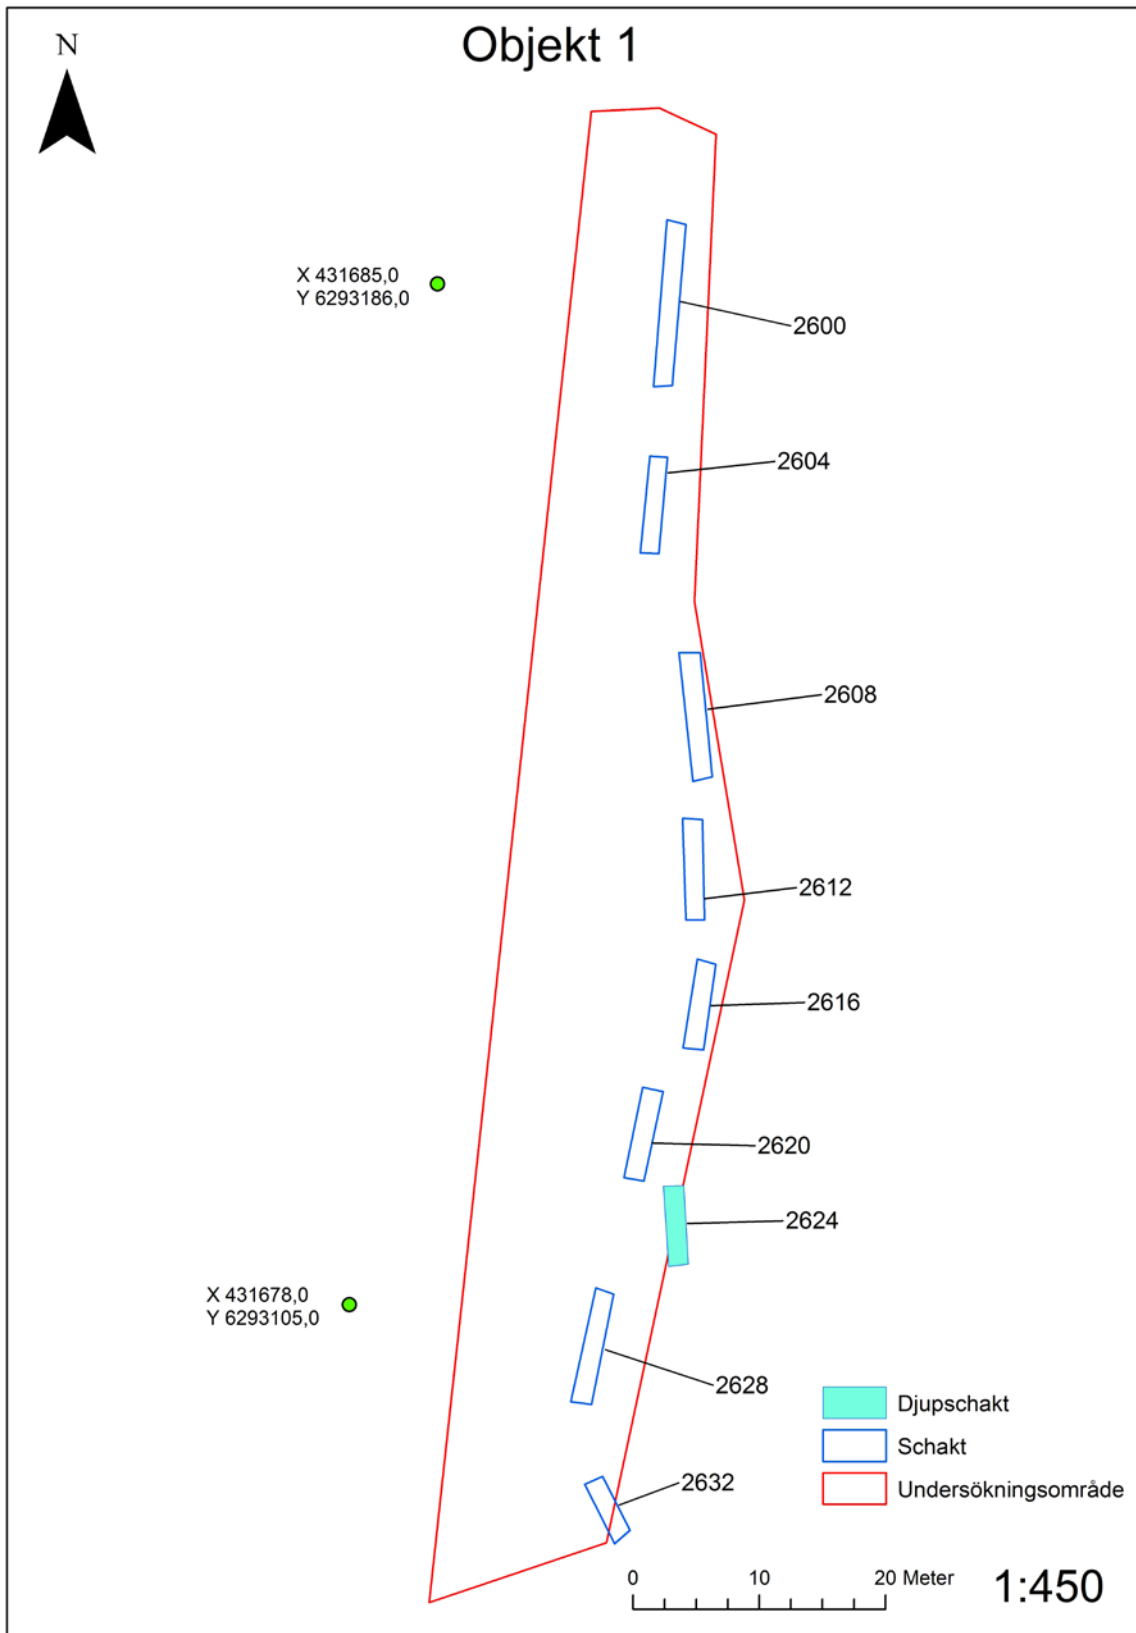 Objekt 1
N
X 431685,0
Y 6293186,0
2600
2604
2608
2612
2616
2620
2624
X 431678,0
Y 6293105,0
2628
2632
Djupschakt
Schakt
Undersökningsområde
0 10 20 Meter
1:450